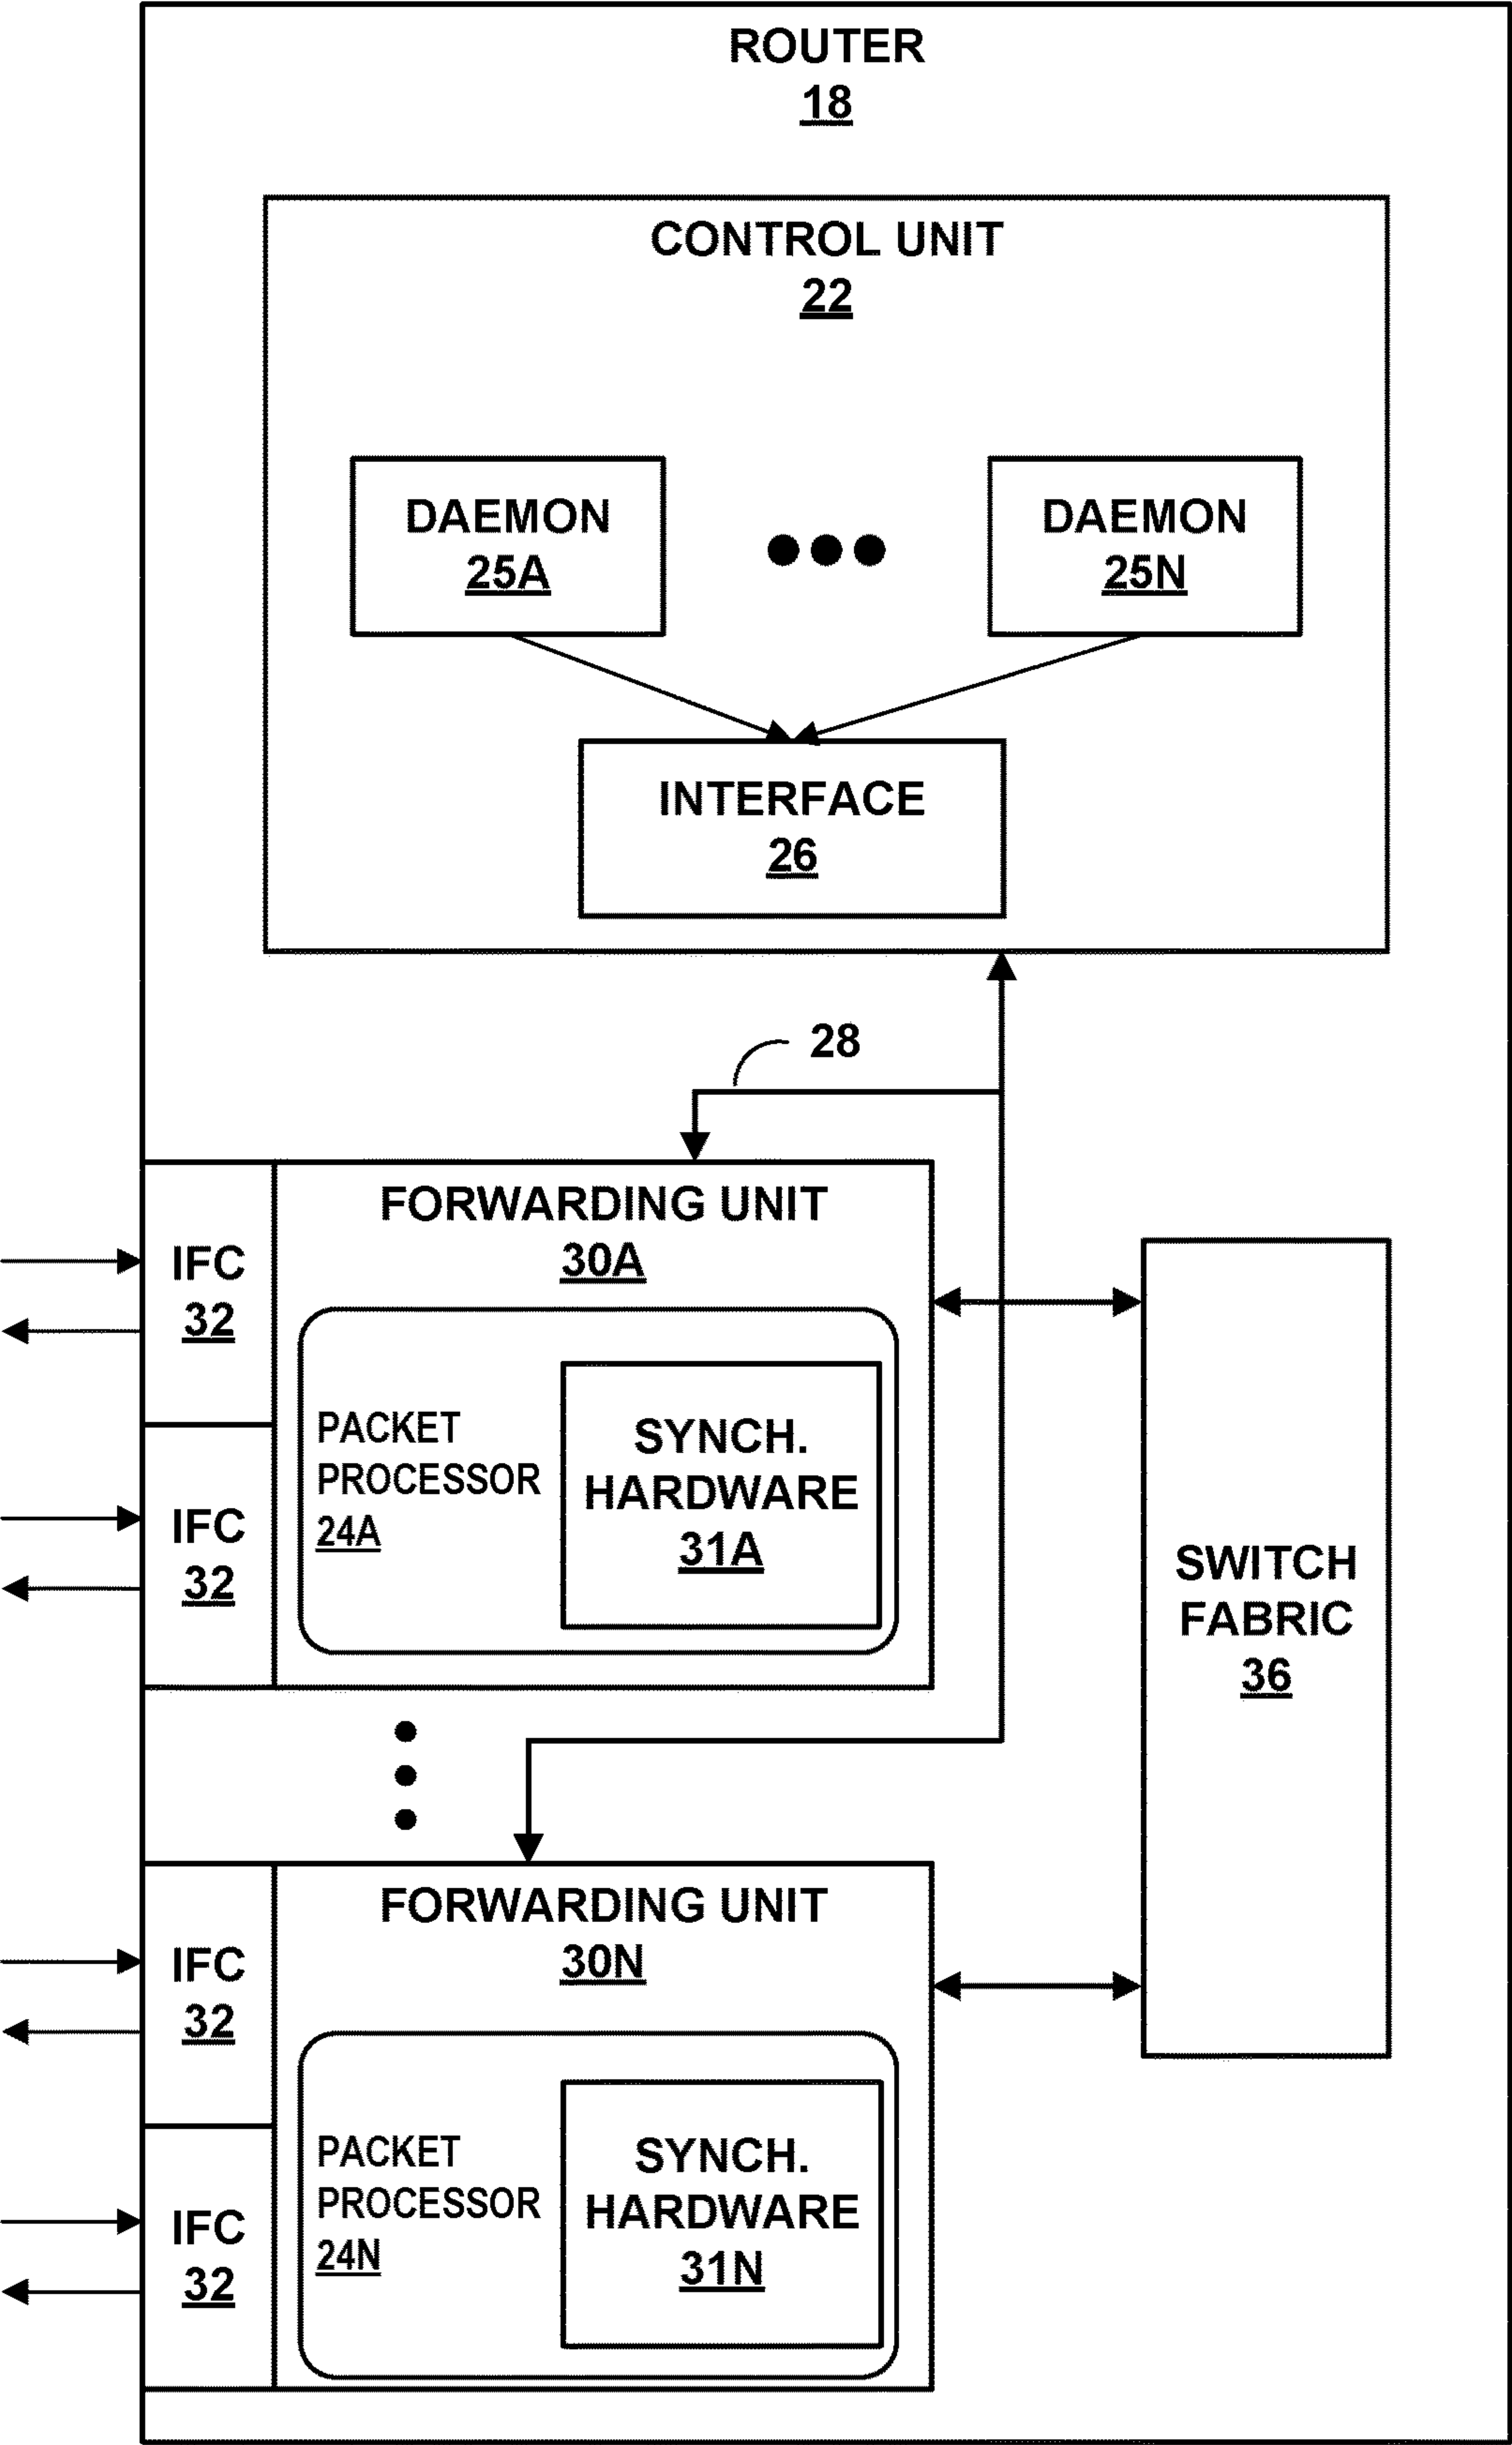 ROUTER
18
CONTROL UNIT
22
DAEMON
25A
DAEMON
25N
INTERFACE
26
28
FORWARDING UNIT
30A
IFC
32
IFC
32
PACKET
PROCESSOR
24A
SYNCH.
HARDWARE
31A
SWITCH
FABRIC
36
FORWARDING UNIT
30N
IFC
32
IFC
32
PACKET
PROCESSOR
24N
SYNCH.
HARDWARE
31N